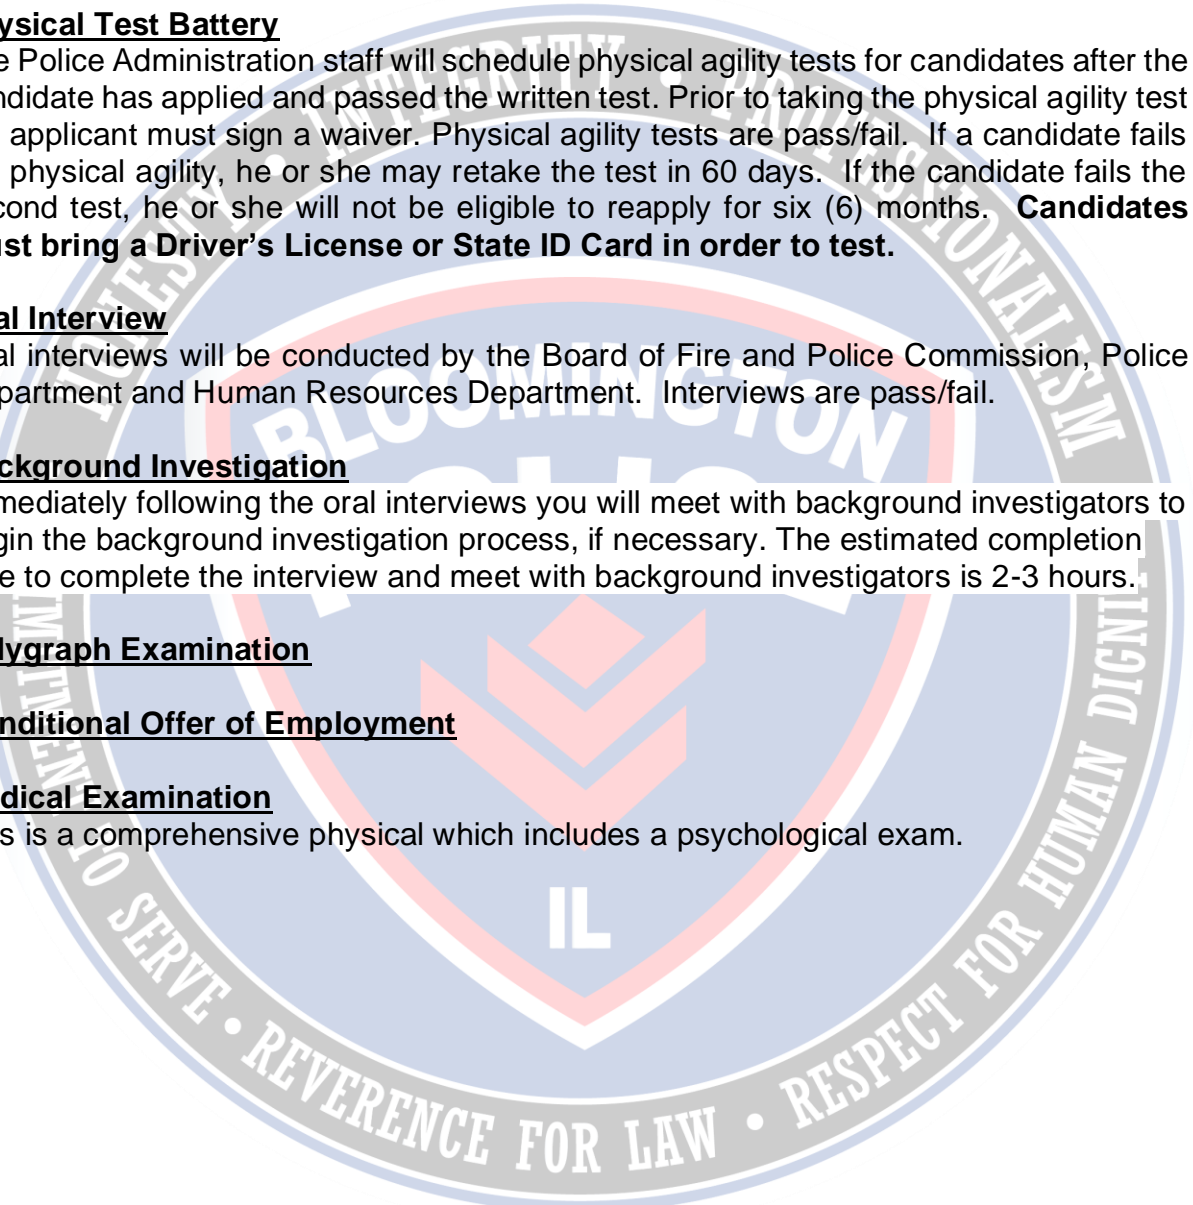 ysical Test Battery
e Police Administration staff will schedule physical agility tests for candidates after the
ndidate has applied and passed the written test. Prior to taking the physical agility test
applicant must sign a waiver. Physical agility tests are pass/fail. If a candidate fails
physical agility, he or she may retake the test in 60 days. If the candidate fails the
cond test, he or she will not be eligible to reapply for six (6) months. Candidates
ust bring a Driver's License or State ID Card in order to test.
al Interview
al interviews will be conducted by the Board of Fire and Police Commission, Police
partment and Human Resources Department. Interviews are pass/fail.
ckground Investigation
mediately following the oral interviews you will meet with background investigators to
gin the background investigation process, if necessary. The estimated completion
e to complete the interview and meet with background investigators is 2-3 hours.
lygraph Examination
nditional Offer of Employment
dical Examination
s is a comprehensive physical which includes a psychological exam.
HONESTY • INTEGRITY • PROFESSIONALISM
BLOOMINGTON
IL
MITMENT TO SERVE • REVERENCE FOR LAW • RESPECT FOR HUMAN DIGNI